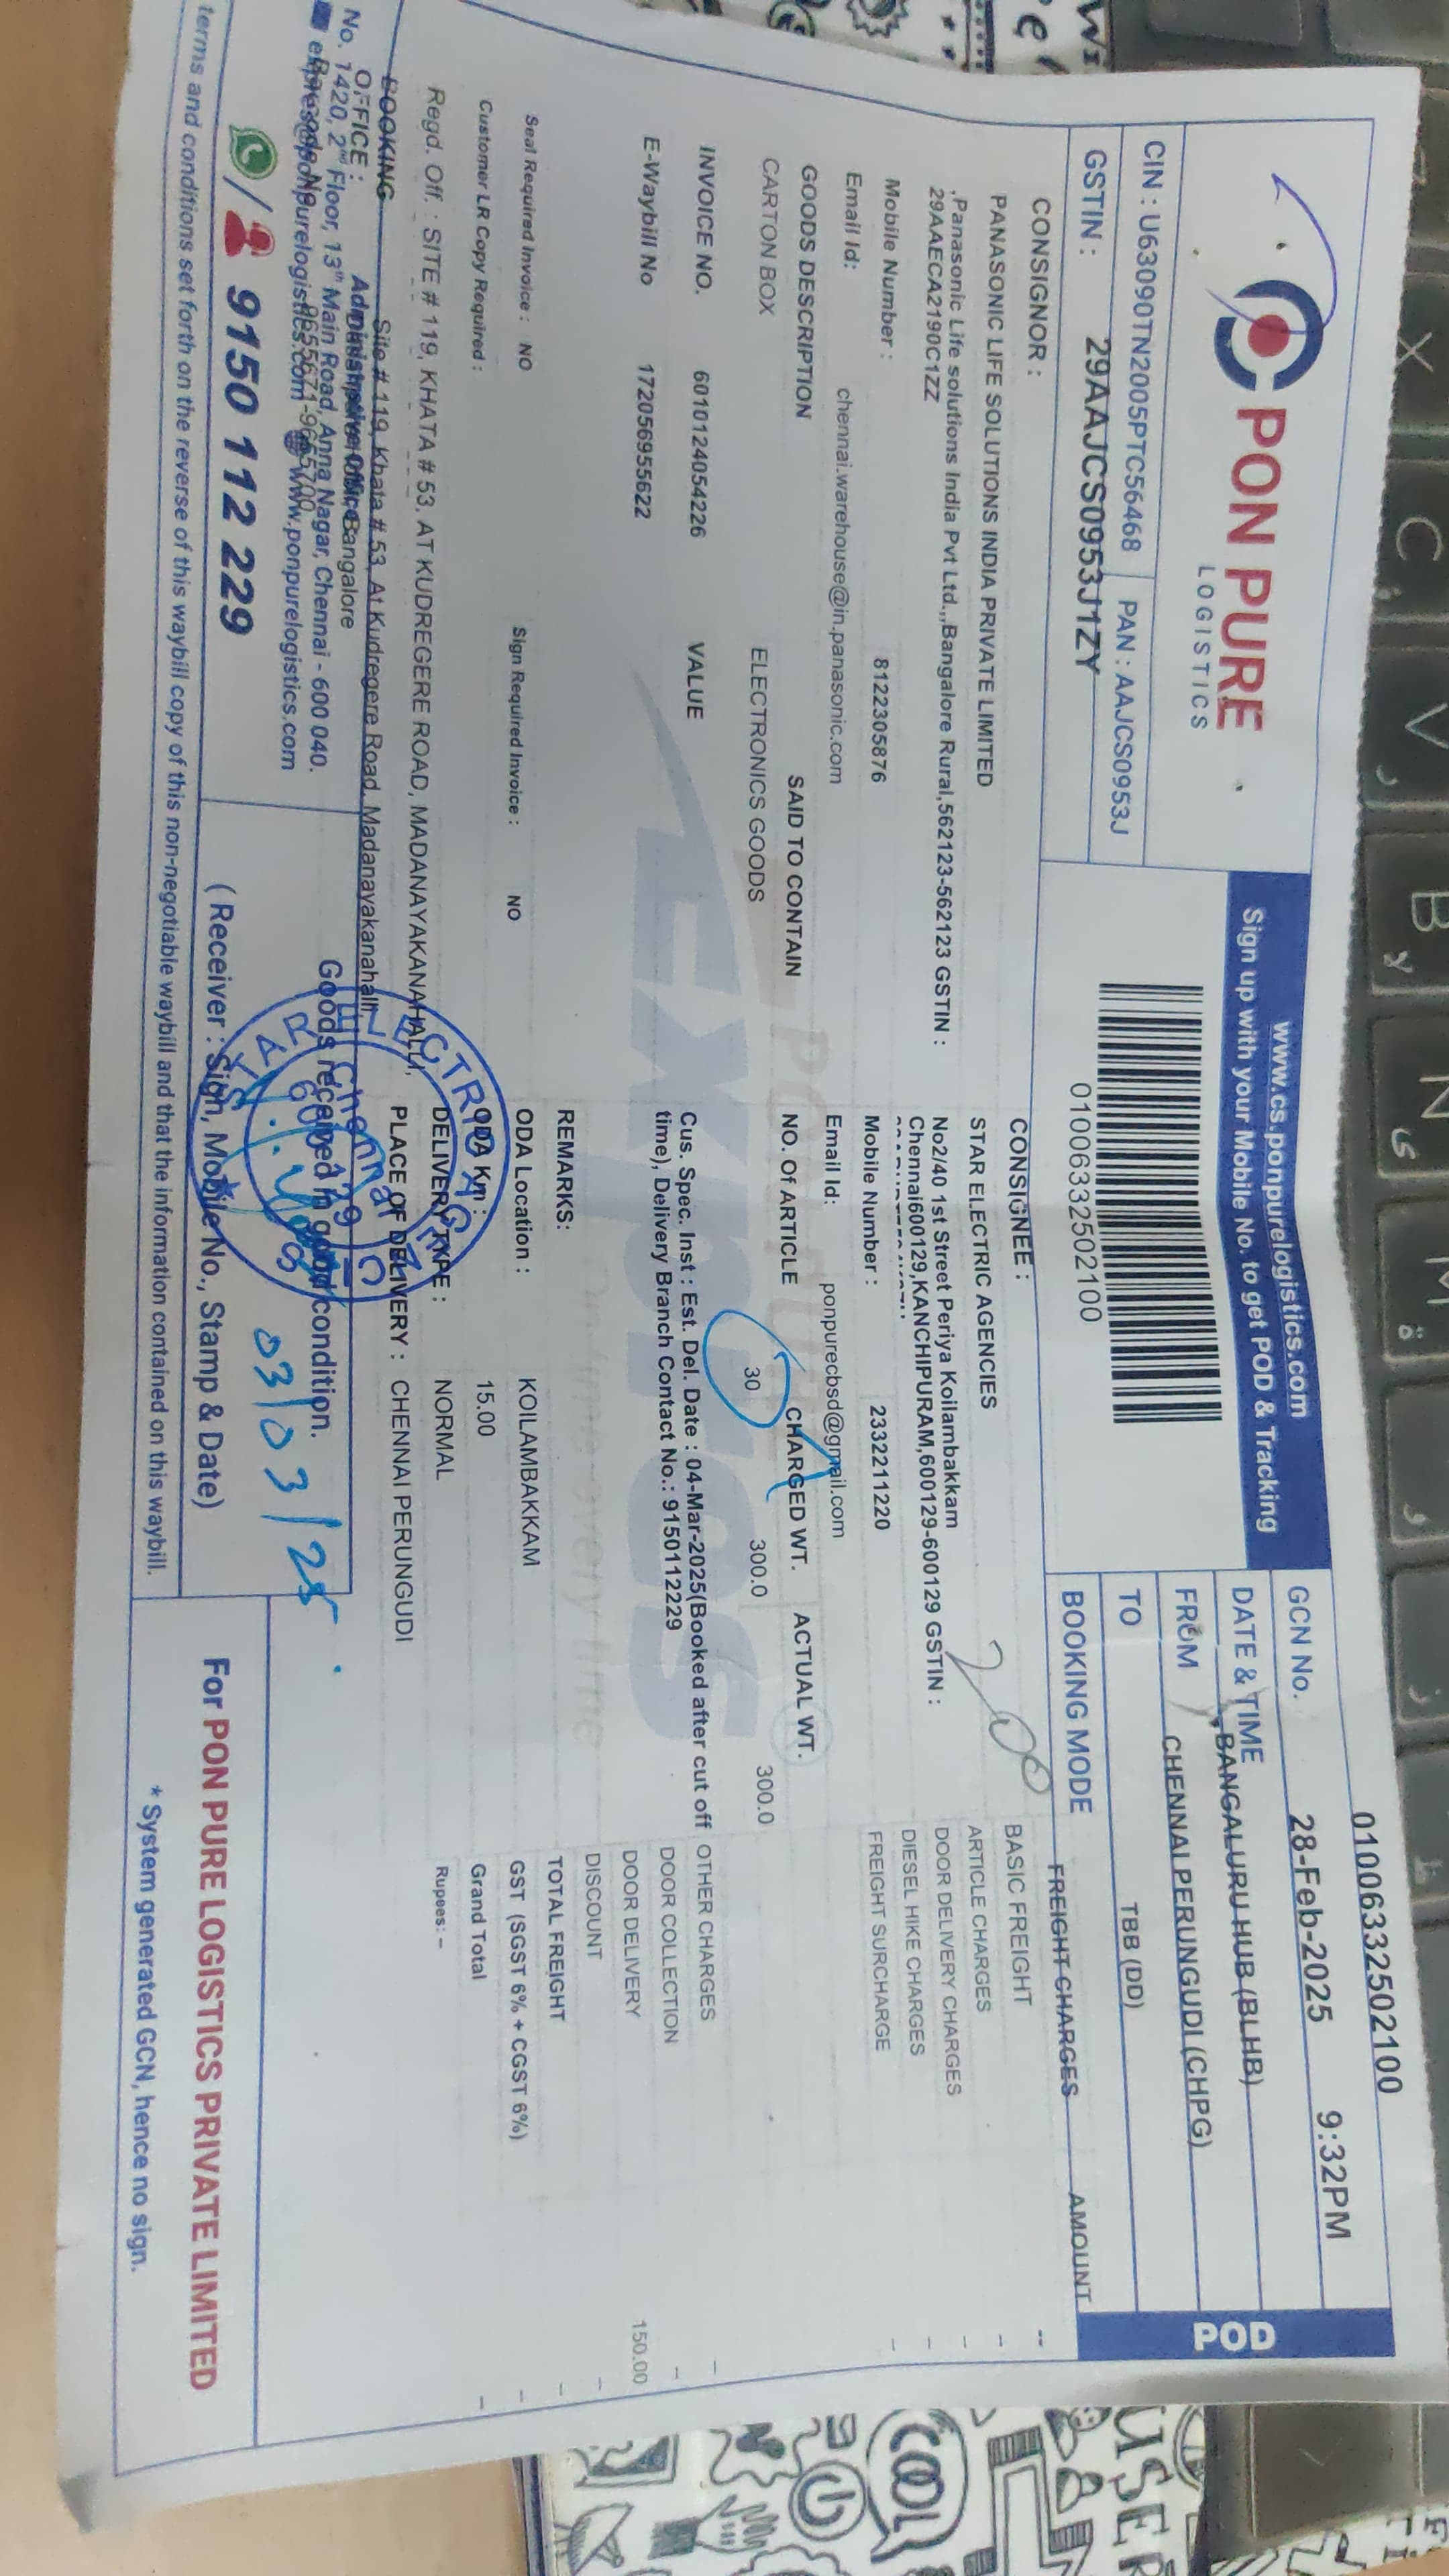 PON PURE
LOGISTICS
www.cs.ponpurelogistics.com
Sign up with your Mobile No. to get POD & Tracking
01006332502100
GCN No. 28-Feb-2025 9:32PM
DATE & TIME BANGALURU HUB (BLHB)
FROM CHENNAI PERUNGUDI (CHPG)
TO TBB (DD)
BOOKING MODE FREIGHT CHARGES AMOUNT
POD
CIN : U63090TN2005PTC56468 PAN : AAJCS0953J
GSTIN : 29AAJCS0953J1ZY
01006332502100
CONSIGNOR :
PANASONIC LIFE SOLUTIONS INDIA PRIVATE LIMITED
,Panasonic Life solutions India Pvt Ltd.,,Bangalore Rural,562123-562123 GSTIN :
29AAECA2190C1ZZ
Mobile Number : 8122305876
Email Id: chennai.warehouse@in.panasonic.com
CONSIGNEE :
STAR ELECTRIC AGENCIES
No2/40 1st Street Periya Koilambakkam
Chennai600129,KANCHIPURAM,600129-600129 GSTIN :
Mobile Number : 2332211220
Email Id: ponpurecbsd@gmail.com
BASIC FREIGHT --
ARTICLE CHARGES –
DOOR DELIVERY CHARGES –
DIESEL HIKE CHARGES –
FREIGHT SURCHARGE –
GOODS DESCRIPTION SAID TO CONTAIN NO. Of ARTICLE CHARGED WT. ACTUAL WT.
CARTON BOX ELECTRONICS GOODS 30 300.0 300.0
INVOICE NO. 6010124054226 VALUE
E-Waybill No 172056955622
Cus. Spec. Inst : Est. Del. Date : 04-Mar-2025(Booked after cut off
time), Delivery Branch Contact No.: 9150112229
OTHER CHARGES –
DOOR COLLECTION –
DOOR DELIVERY 150.00
DISCOUNT –
TOTAL FREIGHT –
GST (SGST 6% + CGST 6%) –
Grand Total –
Rupees: –
Seal Required Invoice : NO Sign Required Invoice : NO
Customer LR Copy Required :
REMARKS:
ODA Location : KOILAMBAKKAM
ODA Km : 15.00
DELIVERY TYPE : NORMAL
PLACE OF DELIVERY : CHENNAI PERUNGUDI
Regd. Off. : SITE # 119, KHATA # 53, AT KUDREGERE ROAD, MADANAYAKANAHALLI,
BOOKING Site # 119, Khata # 53, At Kudregere Road, Madanayakanahalli,
OFFICE : Bangalore
No. 1420, 2nd Floor, 13th Main Road, Anna Nagar, Chennai - 600 040.
www.ponpurelogistics.com
9150 112 229
Goods received in good condition.
Chennai
03/03/25
(Receiver : Sign, Mobile No., Stamp & Date)
For PON PURE LOGISTICS PRIVATE LIMITED
terms and conditions set forth on the reverse of this waybill copy of this non-negotiable waybill and that the information contained on this waybill.
* System generated GCN, hence no sign.
X
C
V
B
N
M
COOL
USER